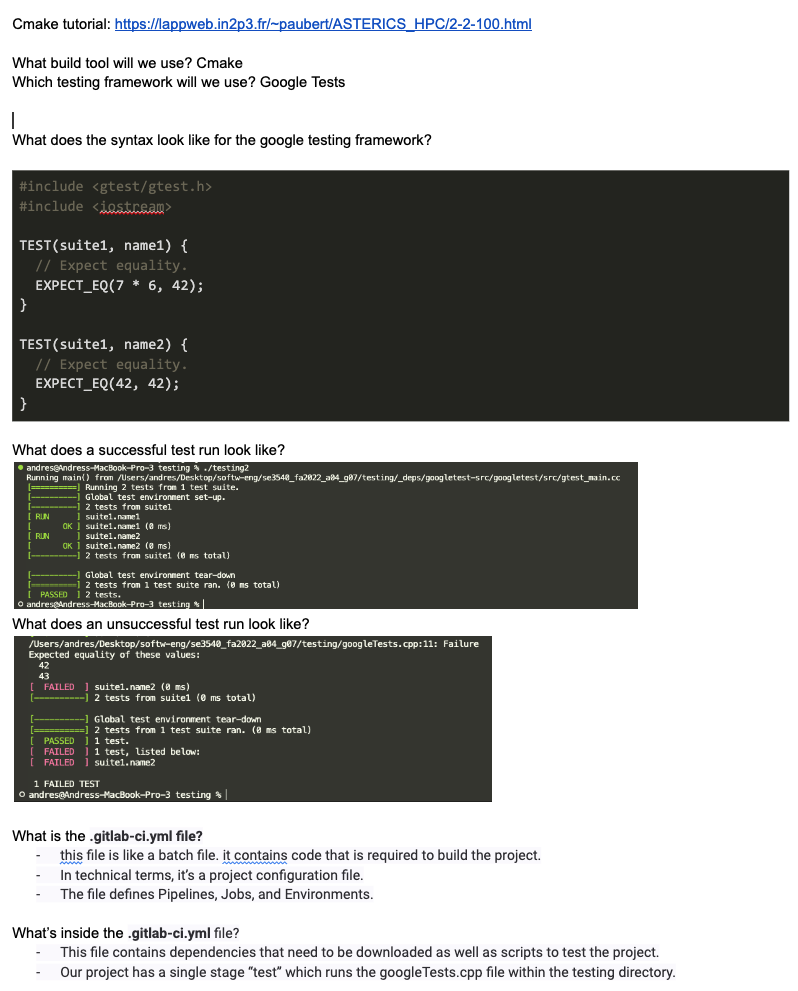 Cmake tutorial: https://lappweb.in2p3.fr/~paubert/ASTERICS_HPC/2-2-100.html
What build tool will we use? Cmake
Which testing framework will we use? Google Tests
What does the syntax look like for the google testing framework?
#include <gtest/gtest.h>
#include <iostream>
TEST(suite1, name1) {
// Expect equality.
EXPECT_EQ(7 * 6, 42);
}
TEST(suite1, name2) {
// Expect equality.
EXPECT_EQ(42, 42);
}
What does a successful test run look like?
andres@Andress-MacBook-Pro-3 testing % ./testing2
Running main() from /Users/andres/Desktop/softw-eng/se3540_fa2022_a04_g07/testing/_deps/googletest-src/googletest/src/gtest_main.cc
[==========] Running 2 tests from 1 test suite.
[----------] Global test environment set-up.
[----------] 2 tests from suite1
[ RUN      ] suite1.name1
[       OK ] suite1.name1 (0 ms)
[ RUN      ] suite1.name2
[       OK ] suite1.name2 (0 ms)
[----------] 2 tests from suite1 (0 ms total)
[----------] Global test environment tear-down
[==========] 2 tests from 1 test suite ran. (0 ms total)
[  PASSED  ] 2 tests.
andres@Andress-MacBook-Pro-3 testing %
What does an unsuccessful test run look like?
/Users/andres/Desktop/softw-eng/se3540_fa2022_a04_g07/testing/googleTests.cpp:11: Failure
Expected equality of these values:
42
43
[  FAILED  ] suite1.name2 (0 ms)
[----------] 2 tests from suite1 (0 ms total)
[----------] Global test environment tear-down
[==========] 2 tests from 1 test suite ran. (0 ms total)
[  PASSED  ] 1 test.
[  FAILED  ] 1 test, listed below:
[  FAILED  ] suite1.name2
1 FAILED TEST
andres@Andress-MacBook-Pro-3 testing %
What is the .gitlab-ci.yml file?
- this file is like a batch file. it contains code that is required to build the project.
- In technical terms, it's a project configuration file.
- The file defines Pipelines, Jobs, and Environments.
What's inside the .gitlab-ci.yml file?
- This file contains dependencies that need to be downloaded as well as scripts to test the project.
- Our project has a single stage "test" which runs the googleTests.cpp file within the testing directory.